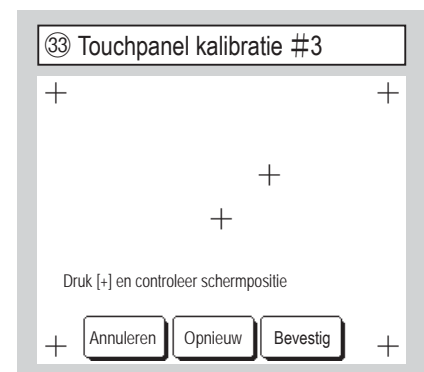 ㉝ Touchpanel kalibratie #3
Druk [+] en controleer schermpositie
Annuleren Opnieuw Bevestig